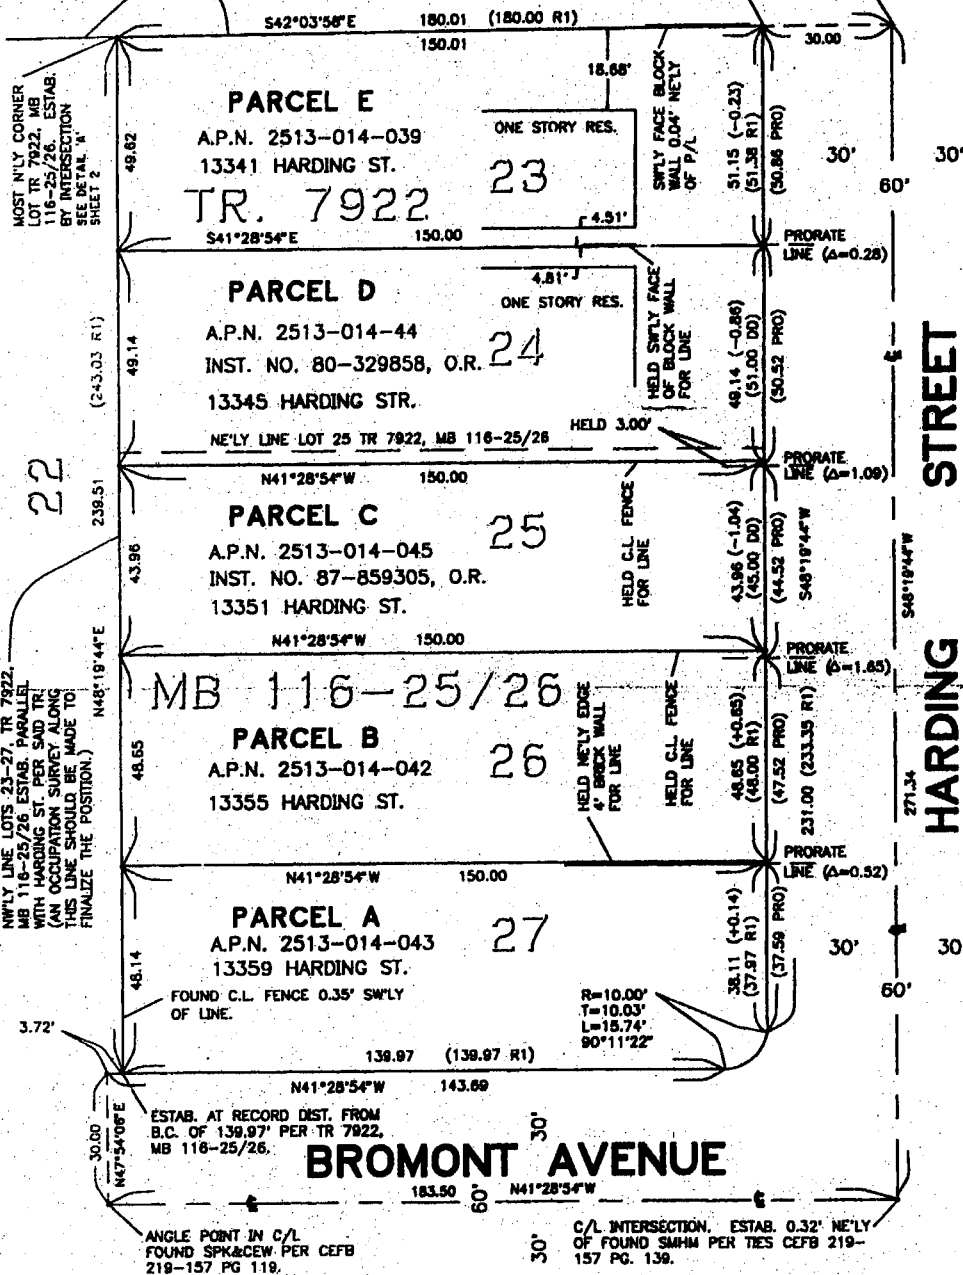 S42°03'58"E 180.01 (180.00 R1)
150.01
30.00
MOST N'LY CORNER
LOT TR 7922, MB
116-25/26. ESTAB.
BY INTERSECTION
SEE DETAIL 'A'
SHEET 2
49.62
PARCEL E
A.P.N. 2513-014-039
13341 HARDING ST.
TR. 7922
18.68'
ONE STORY RES.
23
4.51'
SW'LY FACE BLOCK
WALL 0.04' NE'LY
OF P/L
51.15 (-0.23)
(51.38 R1)
(50.86 PRO)
30'
30'
60'
S41°28'54"E 150.00
PRORATE
LINE (Δ=0.28)
PARCEL D
A.P.N. 2513-014-44
INST. NO. 80-329858, O.R.
13345 HARDING STR.
4.81'
ONE STORY RES.
24
HELD SW'LY FACE
OF BLOCK WALL
FOR LINE
49.14 (-0.86)
(51.00 DD)
(50.52 PRO)
(243.03 R1)
49.14
HELD 3.00'
NE'LY LINE LOT 25 TR 7922, MB 116-25/26
PRORATE
LINE (Δ=1.09)
N41°28'54"W 150.00
22
239.51
43.96
PARCEL C
A.P.N. 2513-014-045
INST. NO. 87-859305, O.R.
13351 HARDING ST.
25
HELD C.L. FENCE
FOR LINE
43.96 (-1.04)
(45.00 DD)
(44.52 PRO)
S48°19'44"W
S48°19'44"W
HARDING STREET
N41°28'54"W 150.00
PRORATE
LINE (Δ=1.65)
N48°19'44"E
NW'LY LINE LOTS 23-27, TR 7922,
MB 116-25/26 ESTAB. PARALLEL
WITH HARDING ST. PER SAID TR.
(AN OCCUPATION SURVEY ALONG
THIS LINE SHOULD BE MADE TO
FINALIZE THE POSITION.)
MB 116-25/26
48.65
PARCEL B
A.P.N. 2513-014-042
13355 HARDING ST.
26
HELD NE'LY EDGE
4' BRICK WALL
FOR LINE
HELD C.L. FENCE
FOR LINE
48.65 (+0.65)
(48.00 R1)
(47.52 PRO)
231.00 (233.35 R1)
271.34
PRORATE
LINE (Δ=0.52)
N41°28'54"W 150.00
PARCEL A
A.P.N. 2513-014-043
13359 HARDING ST.
27
48.14
38.11 (+0.14)
(37.97 R1)
(37.59 PRO)
30'
30
60'
FOUND C.L. FENCE 0.35' SW'LY
OF LINE.
R=10.00'
T=10.03'
L=15.74'
90°11'22"
3.72'
139.97 (139.97 R1)
N41°28'54"W 143.69
ESTAB. AT RECORD DIST. FROM
B.C. OF 139.97' PER TR 7922,
MB 116-25/26.
30.00
N47°54'06"E
30'
BROMONT AVENUE
183.50 60' N41°28'54"W
ANGLE POINT IN C/L
FOUND SPK&CEW PER CEFB
219-157 PG 119.
30'
C/L INTERSECTION. ESTAB. 0.32' NE'LY
OF FOUND SMHM PER TIES CEFB 219-
157 PG. 139.